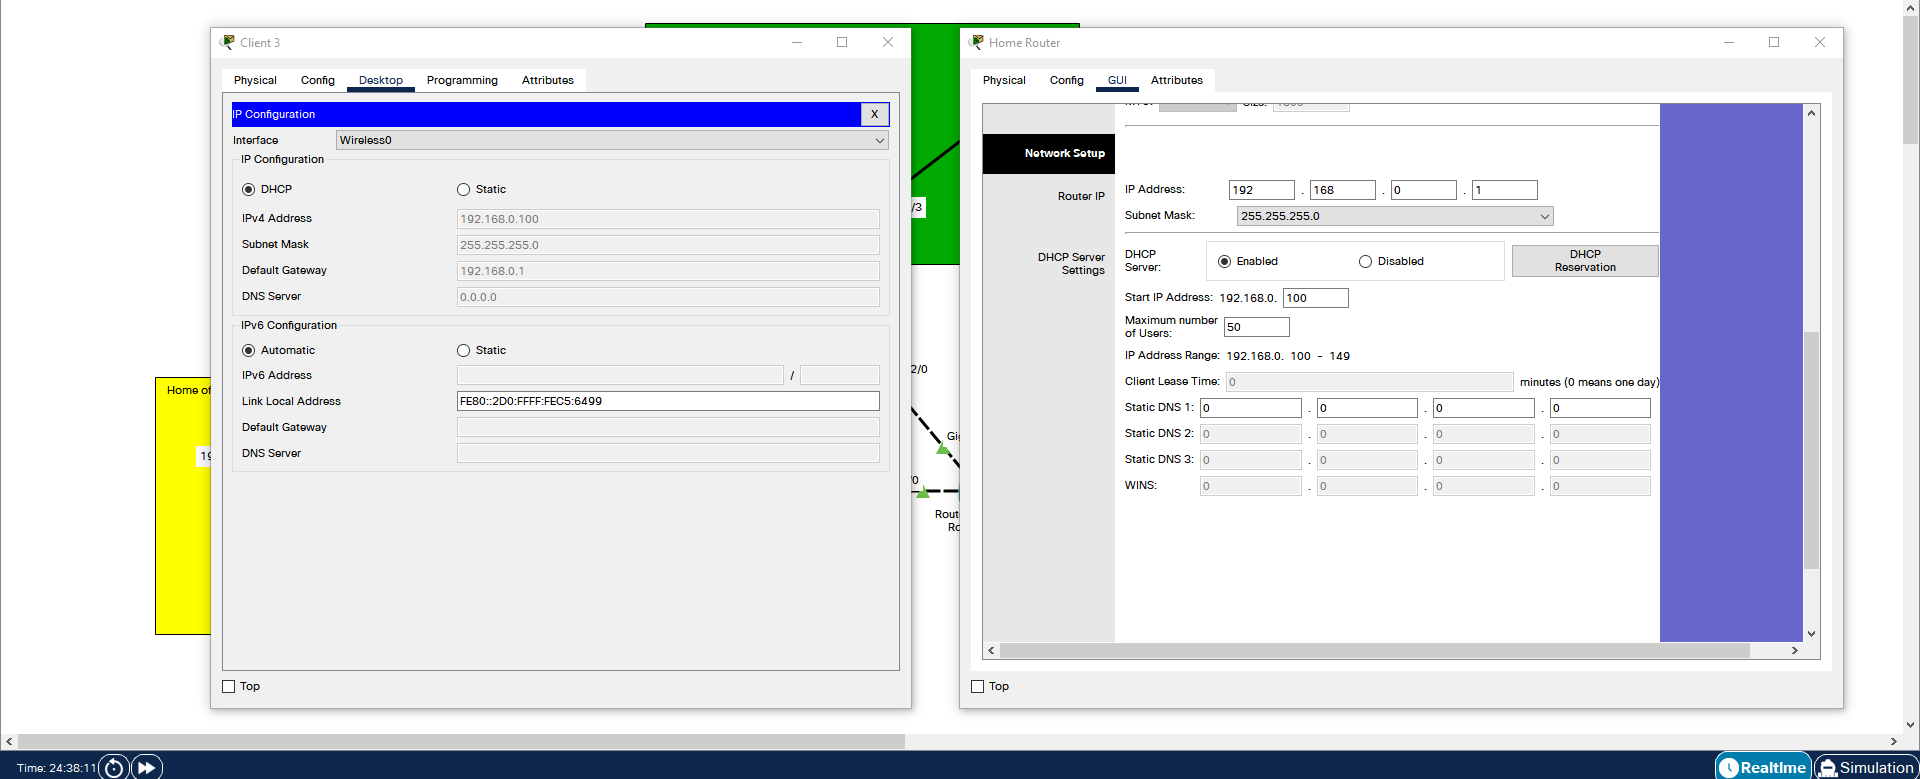 Client 3
Physical Config Desktop Programming Attributes
IP Configuration X
Interface Wireless0
IP Configuration
DHCP Static
IPv4 Address 192.168.0.100
Subnet Mask 255.255.255.0
Default Gateway 192.168.0.1
DNS Server 0.0.0.0
IPv6 Configuration
Automatic Static
IPv6 Address /
Link Local Address FE80::2D0:FFFF:FEC5:6499
Default Gateway
DNS Server
Top
Home of
19
/3
2/0
Gi
/0
Rout
Ro
Home Router
Physical Config GUI Attributes
Size:
Network Setup
Router IP
IP Address: 192 . 168 . 0 . 1
Subnet Mask: 255.255.255.0
DHCP Server
Settings
DHCP
Server: Enabled Disabled
DHCP
Reservation
Start IP Address: 192.168.0. 100
Maximum number
of Users: 50
IP Address Range: 192.168.0. 100 - 149
Client Lease Time: 0 minutes (0 means one day)
Static DNS 1: 0 . 0 . 0 . 0
Static DNS 2: 0 . 0 . 0 . 0
Static DNS 3: 0 . 0 . 0 . 0
WINS: 0 . 0 . 0 . 0
Top
Time: 24:38:11
Realtime Simulation